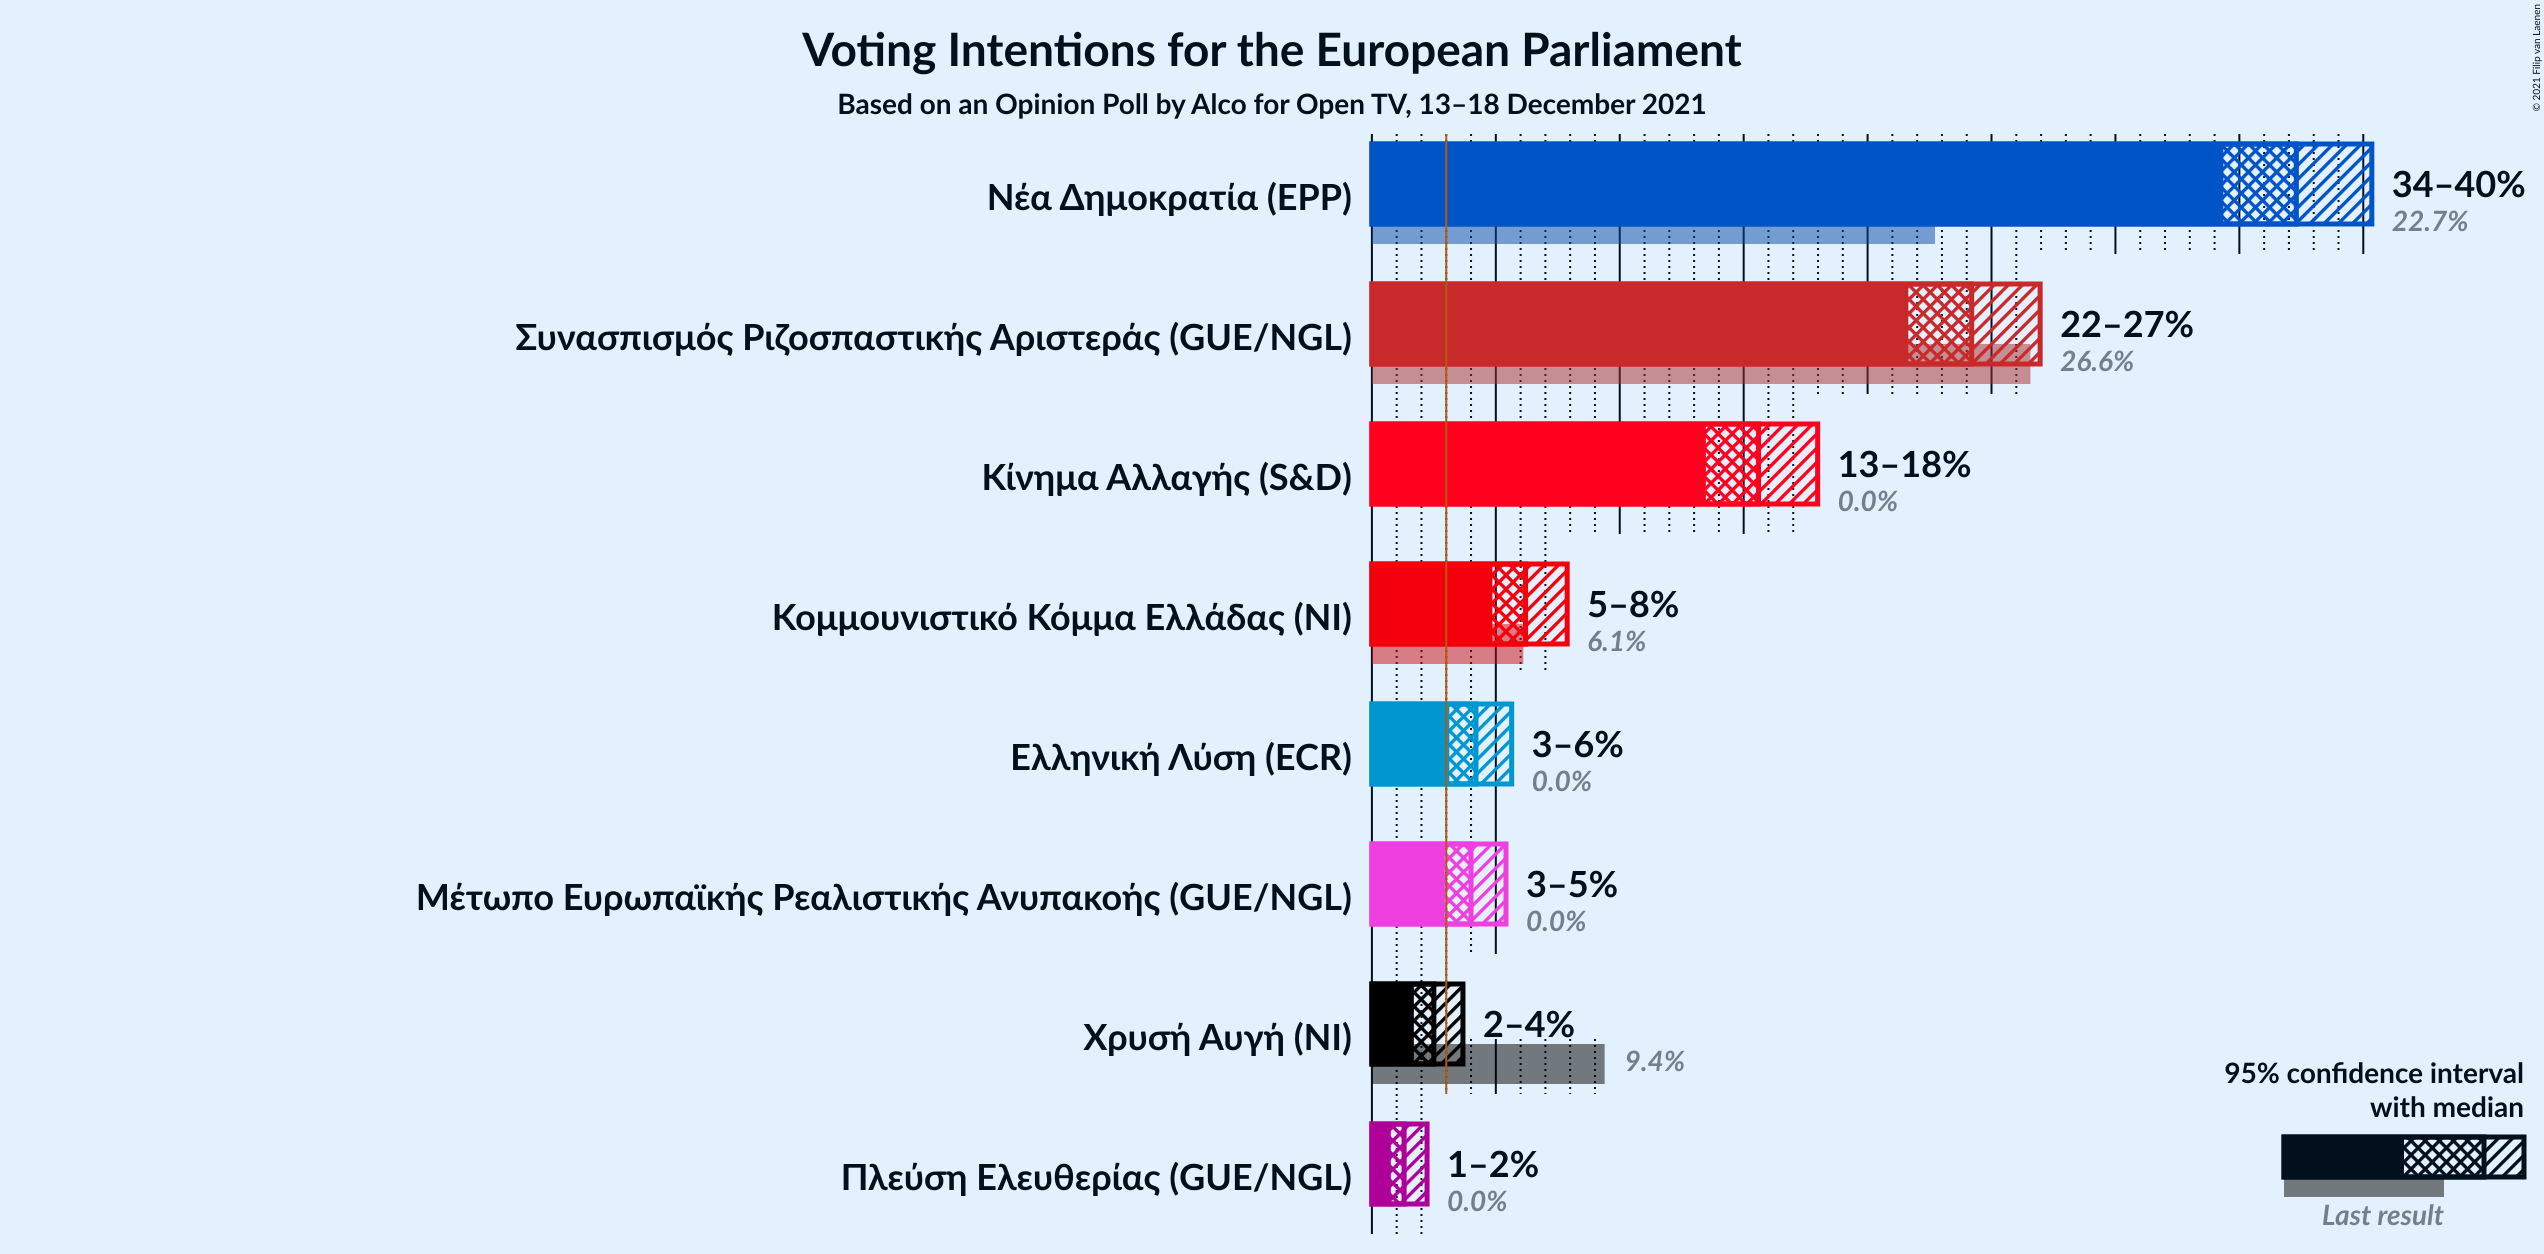 Voting Intentions for the European Parliament
Based on an Opinion Poll by Alco for Open TV, 13–18 December 2021
© 2021 Filip van Laenen
Νέα Δημοκρατία (EPP)
34–40%
22.7%
Συνασπισμός Ριζοσπαστικής Αριστεράς (GUE/NGL)
22–27%
26.6%
Κίνημα Αλλαγής (S&D)
13–18%
0.0%
Κομμουνιστικό Κόμμα Ελλάδας (NI)
5–8%
6.1%
Ελληνική Λύση (ECR)
3–6%
0.0%
Μέτωπο Ευρωπαϊκής Ρεαλιστικής Ανυπακοής (GUE/NGL)
3–5%
0.0%
Χρυσή Αυγή (NI)
2–4%
9.4%
Πλεύση Ελευθερίας (GUE/NGL)
1–2%
0.0%
95% confidence interval
with median
Last result